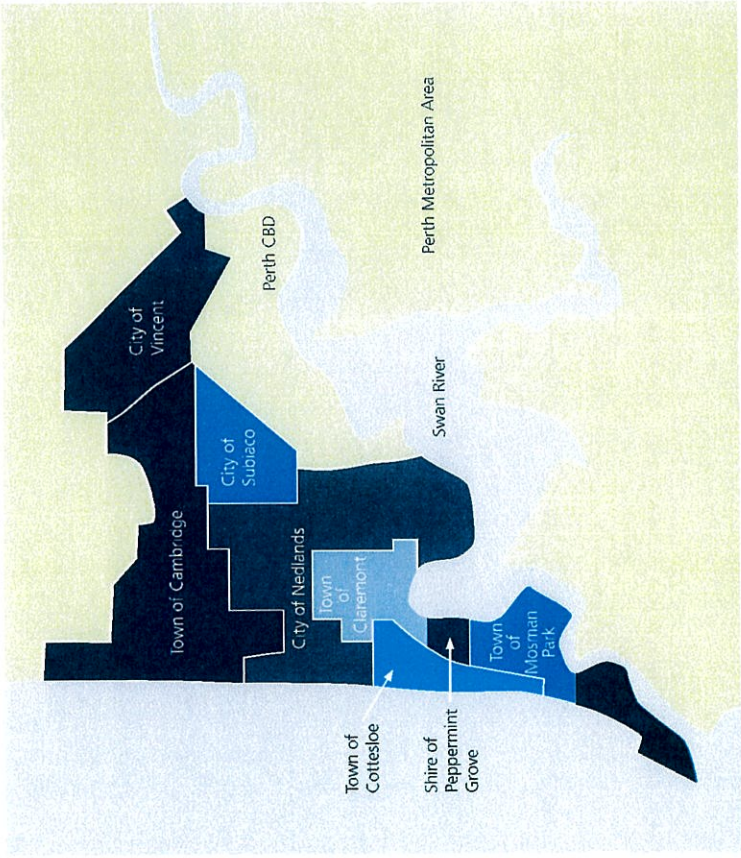 City of
Vincent
Perth CBD
Perth Metropolitan Area
City of
Subiaco
Swan River
Town of Cambridge
City of Nedlands
Town
of
Claremont
Town
of
Mosman
Park
Town of
Cottesloe
Shire of
Peppermint
Grove